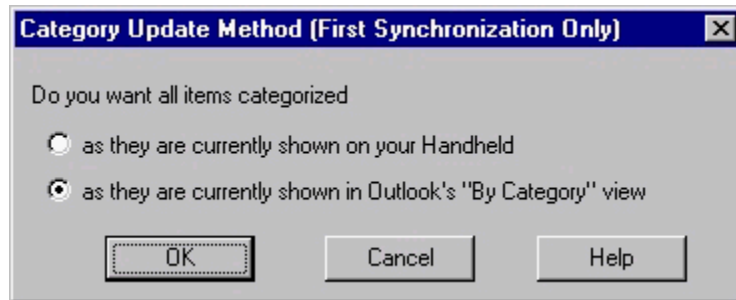 Category Update Method (First Synchronization Only)
Do you want all items categorized
as they are currently shown on your Handheld
as they are currently shown in Outlook's "By Category" view
OK Cancel Help